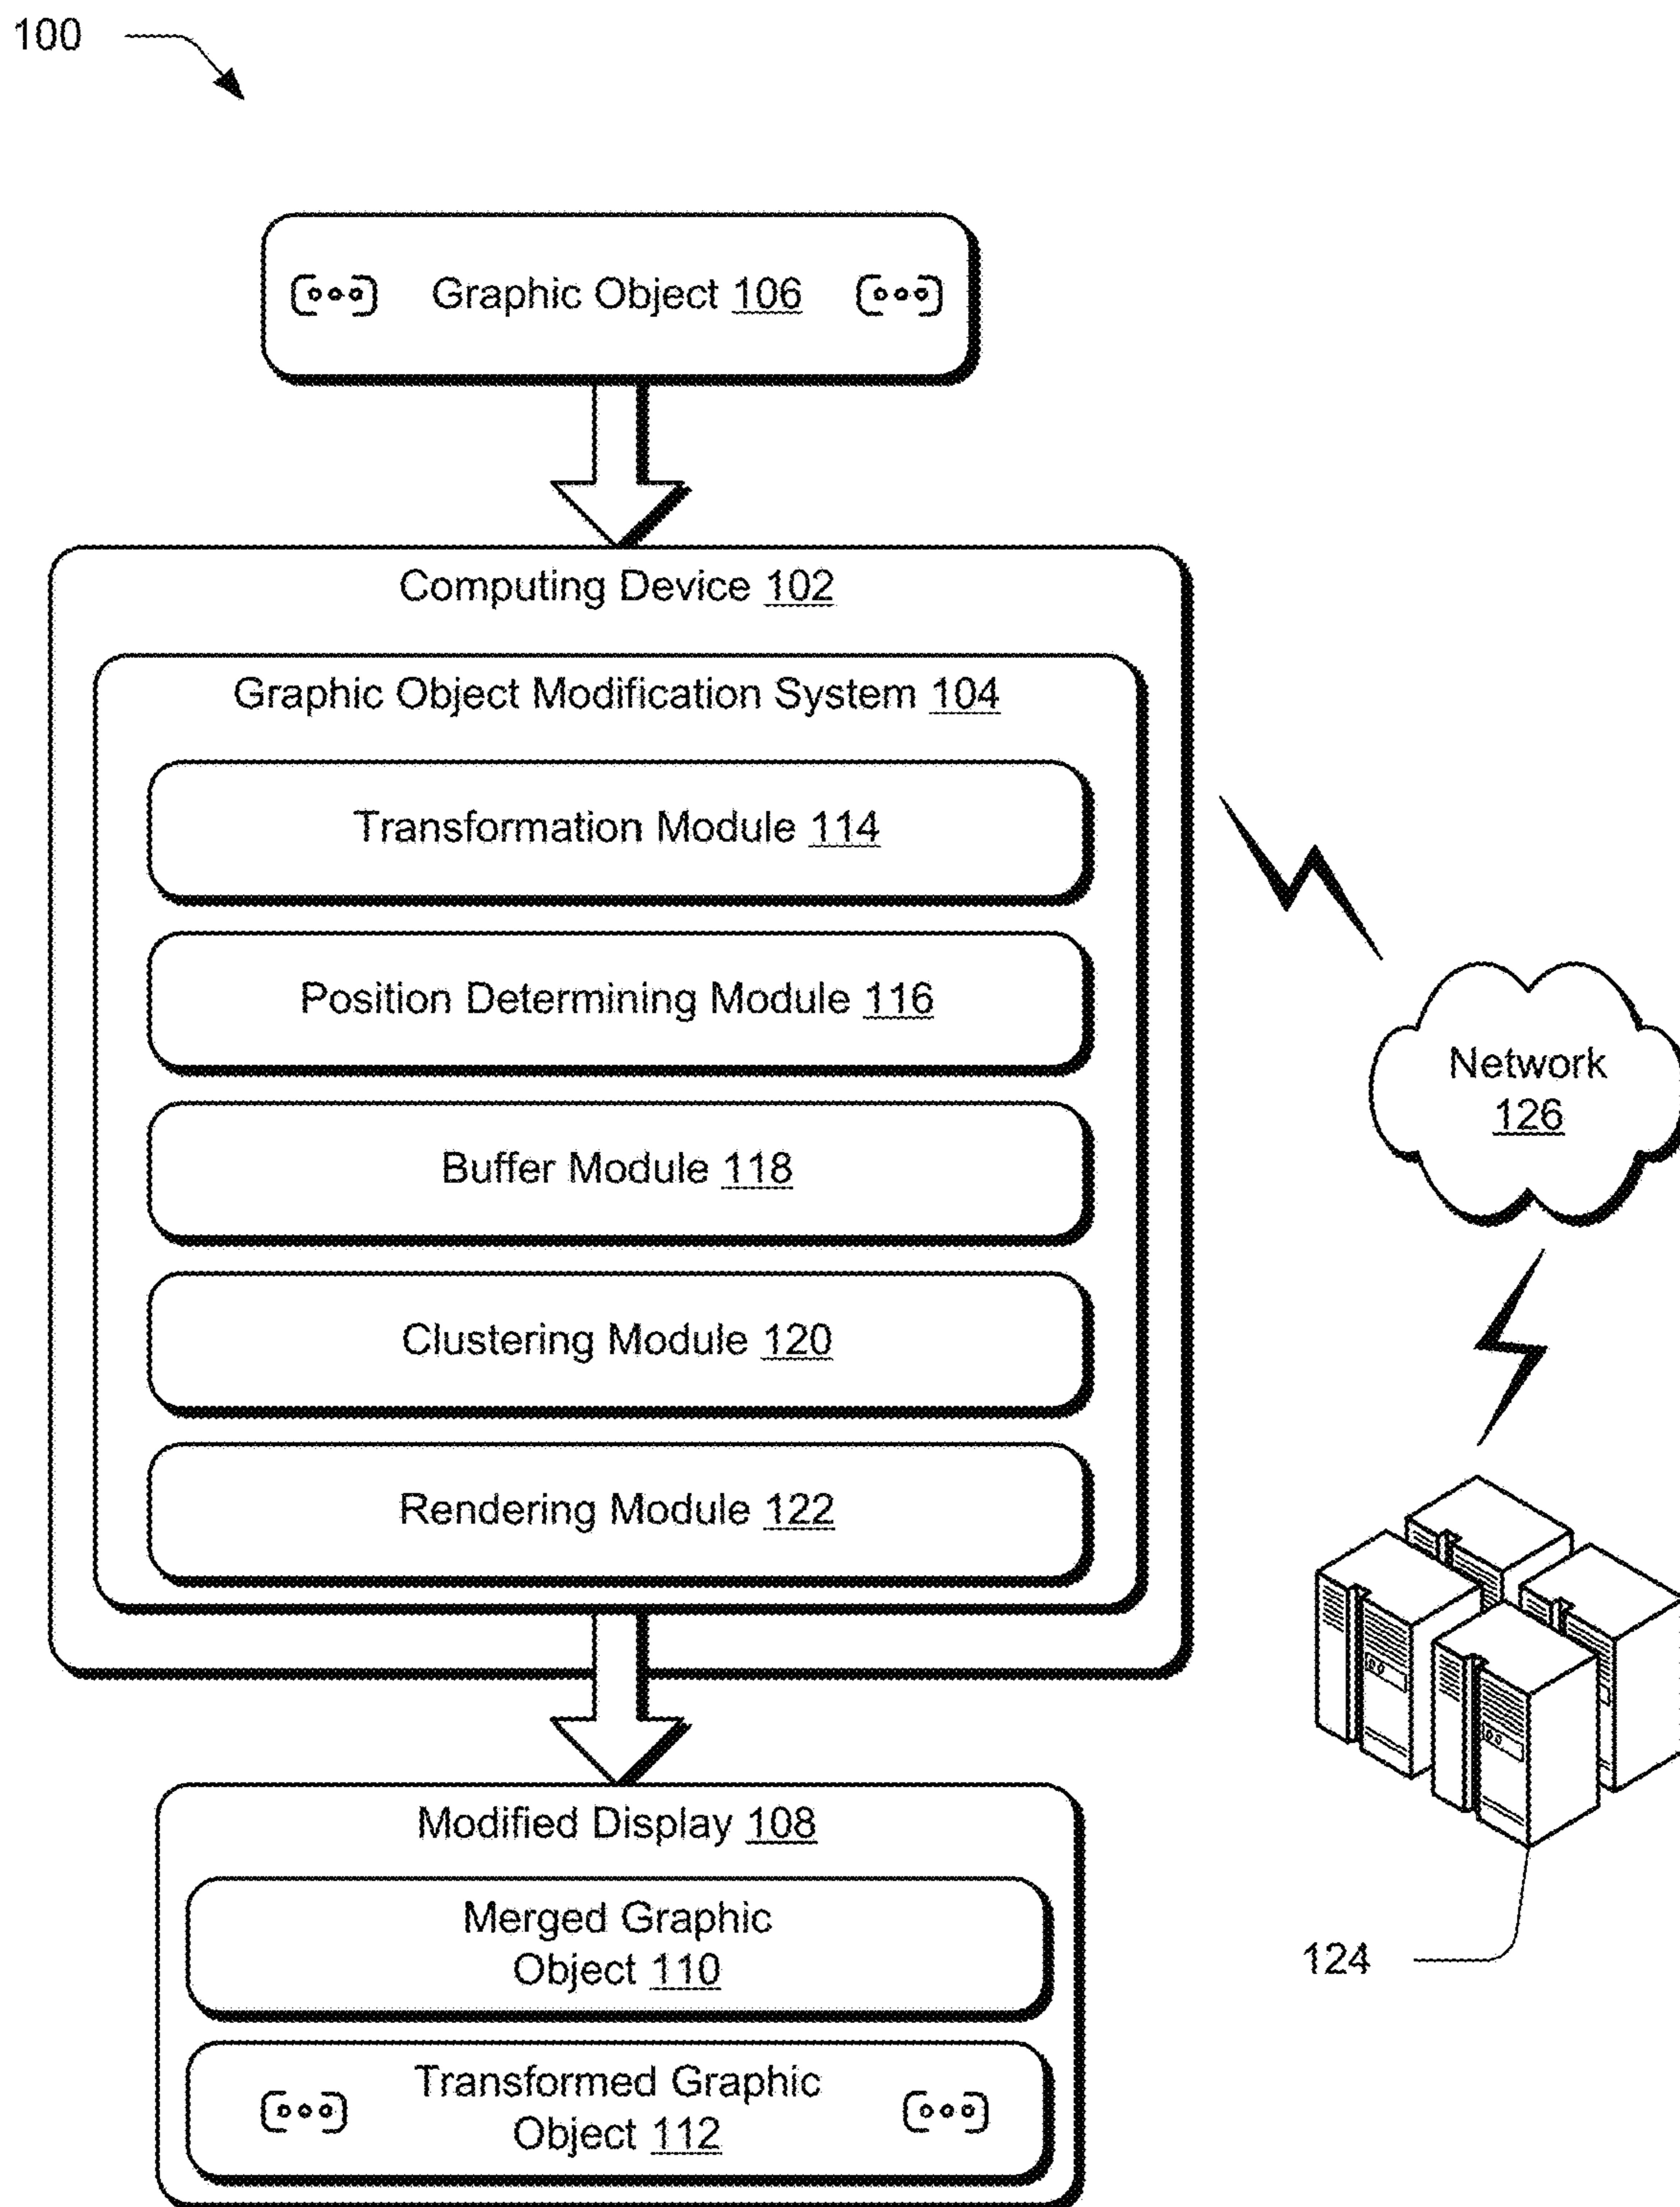 100
Graphic Object 106
Computing Device 102
Graphic Object Modification System 104
Transformation Module 114
Position Determining Module 116
Buffer Module 118
Clustering Module 120
Rendering Module 122
Network
126
Modified Display 108
Merged Graphic
Object 110
Transformed Graphic
Object 112
124